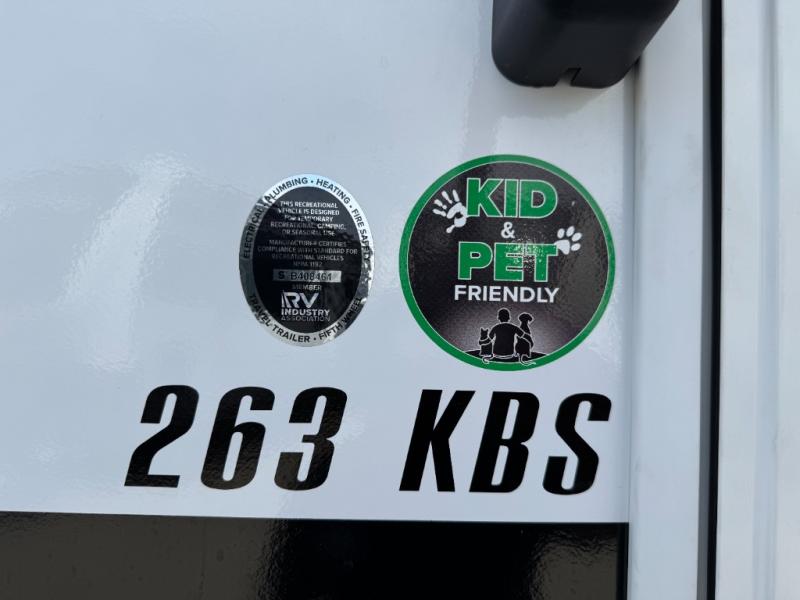 ELECTRICAL • PLUMBING • HEATING • FIRE SAFETY
THIS RECREATIONAL
VEHICLE IS DESIGNED
FOR TEMPORARY
RECREATIONAL, CAMPING,
OR SEASONAL USE
MANUFACTURER CERTIFIES
COMPLIANCE WITH STANDARD FOR
RECREATIONAL VEHICLES
NFPA 1192
S B408461
MEMBER
RV
INDUSTRY
ASSOCIATION
TRAVEL TRAILER • FIFTH WHEEL
KID
&
PET
FRIENDLY
263 KBS